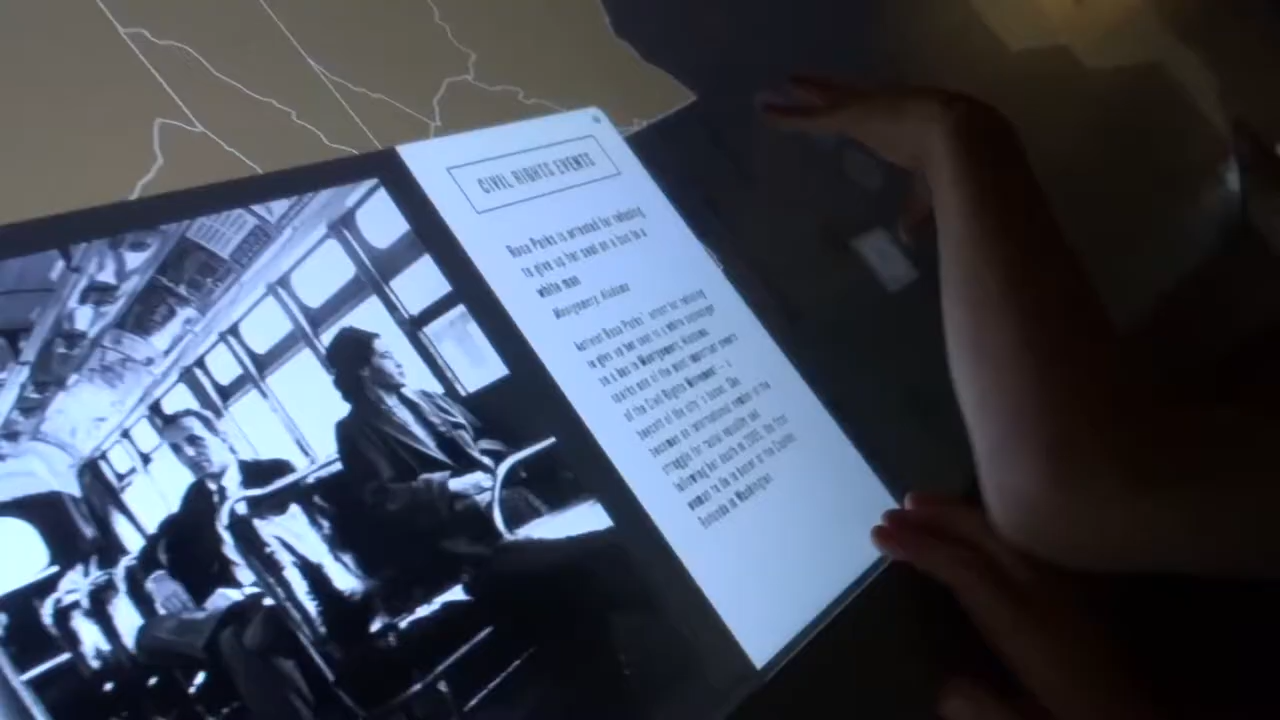 CIVIL RIGHTS EVENTS
Rosa Parks is arrested for refusing
to give up her seat on a bus to a
white man
Montgomery, Alabama
Activist Rosa Parks' arrest for refusing
to give up her seat to a white passenger
on a bus in Montgomery, Alabama,
sparks one of the most important events
of the Civil Rights Movement — a
boycott of the city's buses. She
becomes an international symbol of the
struggle for racial equality and
following her death in 2005, the first
woman to lie in honor at the Capitol
Rotunda in Washington.